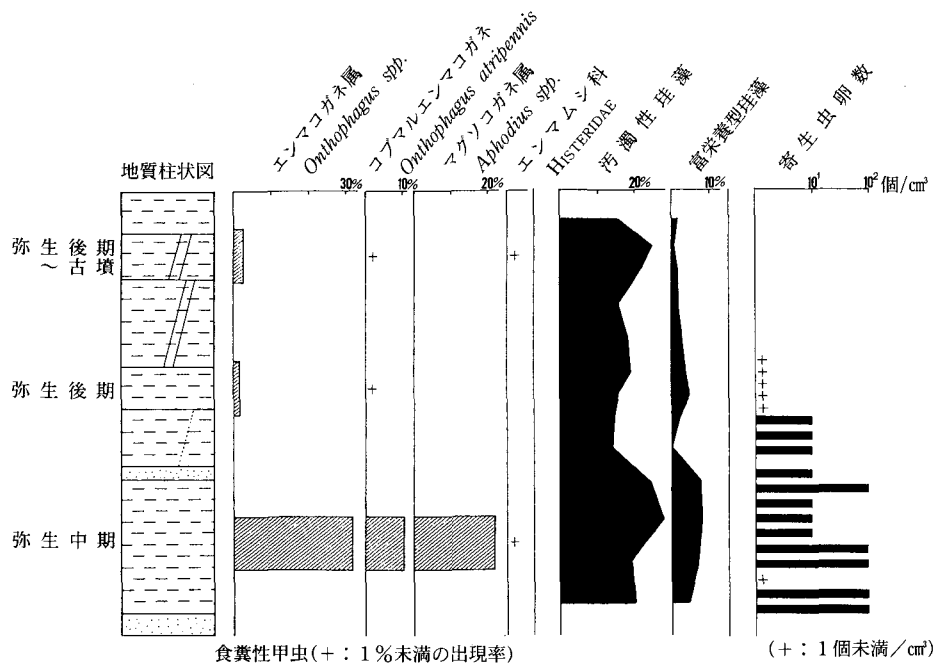 地質柱状図
エンマコガネ属
Onthophagus spp.
コブマルエンマコガネ
Onthophagus atripennis
マグソコガネ属
Aphodius spp.
エンマムシ科
HISTERIDAE
汚濁性珪藻
富栄養型珪藻
寄生虫卵数
30%
10%
20%
20%
10%
10¹
10² 個/cm³
弥生後期
～古墳
+
+
弥生後期
+
+
+
+
+
弥生中期
+
+
食糞性甲虫(+：1%未満の出現率)
(+：1個未満/cm³)